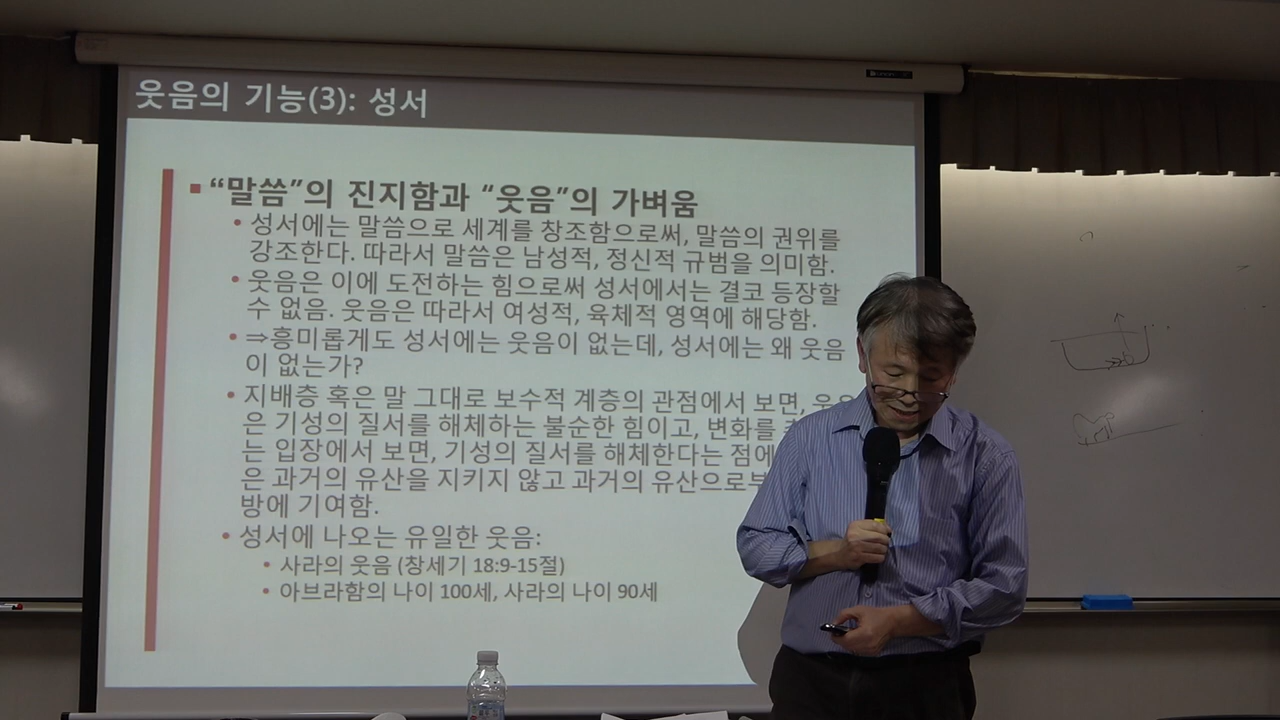 웃음의 기능(3): 성서
▪ “말씀”의 진지함과 “웃음”의 가벼움
• 성서에는 말씀으로 세계를 창조함으로써, 말씀의 권위를
강조한다. 따라서 말씀은 남성적, 정신적 규범을 의미함.
• 웃음은 이에 도전하는 힘으로써 성서에서는 결코 등장할
수 없음. 웃음은 따라서 여성적, 육체적 영역에 해당함.
• ⇒흥미롭게도 성서에는 웃음이 없는데, 성서에는 왜 웃음
이 없는가?
• 지배층 혹은 말 그대로 보수적 계층의 관점에서 보면,
은 기성의 질서를 해체하는 불순한 힘이고, 변화를
는 입장에서 보면, 기성의 질서를 해체한다는 점에
은 과거의 유산을 지키지 않고 과거의 유산으로부
방에 기여함.
• 성서에 나오는 유일한 웃음:
• 사라의 웃음 (창세기 18:9-15절)
• 아브라함의 나이 100세, 사라의 나이 90세